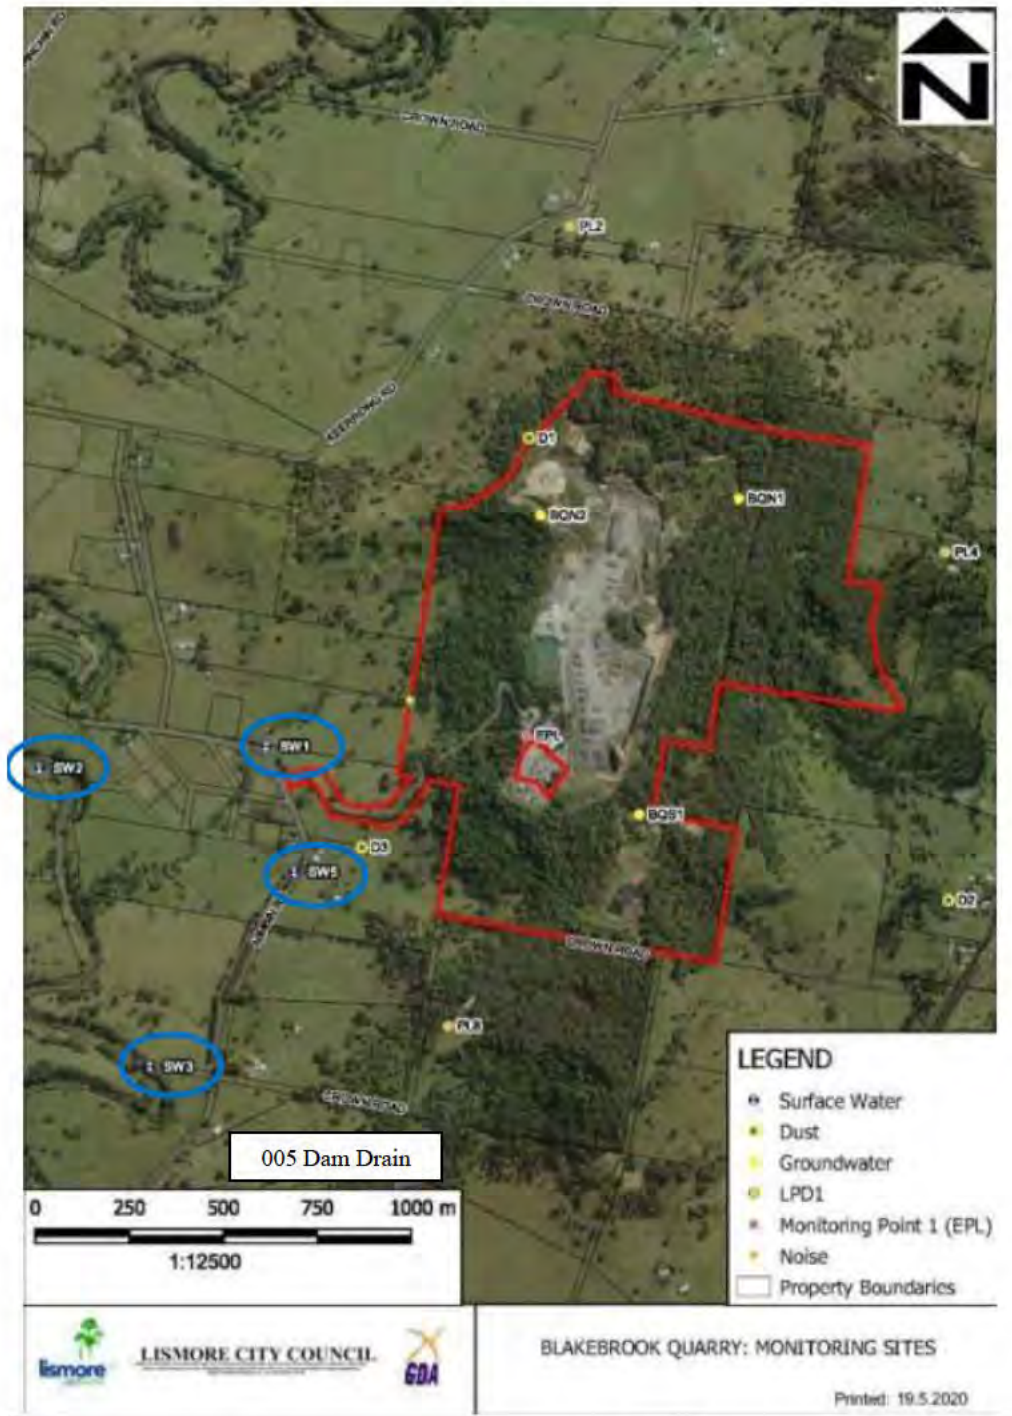 N
CROWN ROAD
PL2
CROWN ROAD
KEERRONG RD
D1
BQN1
BQN2
PL4
EPL
SW1
SW2
BQS1
D3
SW5
D2
CROWN ROAD
PL8
SW3
CROWN ROAD
005 Dam Drain
0 250 500 750 1000 m
1:12500
LEGEND
Surface Water
Dust
Groundwater
LPD1
Monitoring Point 1 (EPL)
Noise
Property Boundaries
lismore
LISMORE CITY COUNCIL
GDA
BLAKEBROOK QUARRY: MONITORING SITES
Printed: 19.5.2020